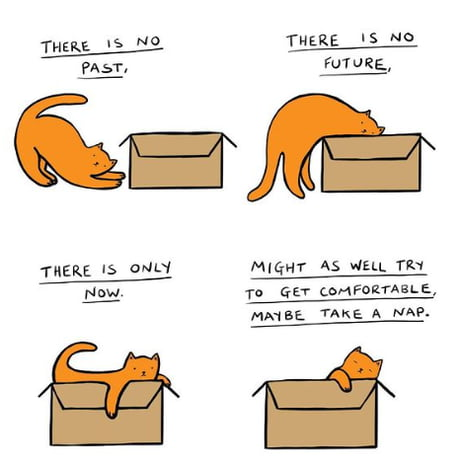 THERE IS NO
PAST,
THERE IS NO
FUTURE,
THERE IS ONLY
NOW.
MIGHT AS WELL TRY
TO GET COMFORTABLE,
MAYBE TAKE A NAP.